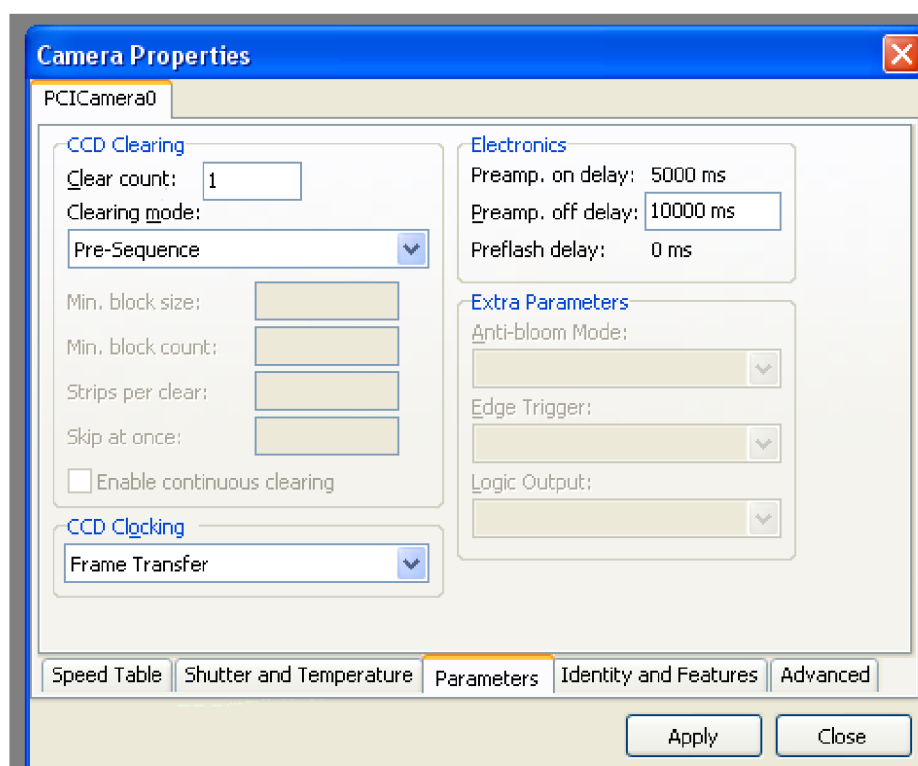 Camera Properties
PCICamera0
CCD Clearing
Clear count: 1
Clearing mode:
Pre-Sequence
Min. block size:
Min. block count:
Strips per clear:
Skip at once:
Enable continuous clearing
CCD Clocking
Frame Transfer
Electronics
Preamp. on delay: 5000 ms
Preamp. off delay: 10000 ms
Preflash delay: 0 ms
Extra Parameters
Anti-bloom Mode:
Edge Trigger:
Logic Output:
Speed Table Shutter and Temperature Parameters Identity and Features Advanced
Apply Close